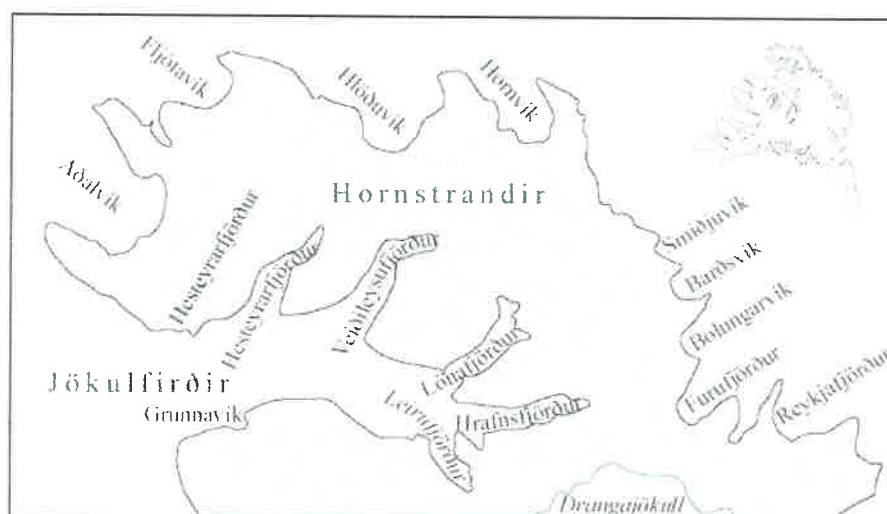 Fljótavík
Hlöðuvík
Hornvík
Aðalvík
Hornstrandir
Hesteyrarfjörður
Hesteyrarfjörður
Veiðileysufjörður
Smiðjuvík
Barðsvík
Bolungarvík
Furufjörður
Reykjafjörður
Lónafjörður
Jökulfirðir
Grunnavík
Leirufjörður
Hrafnsfjörður
Drangajökull